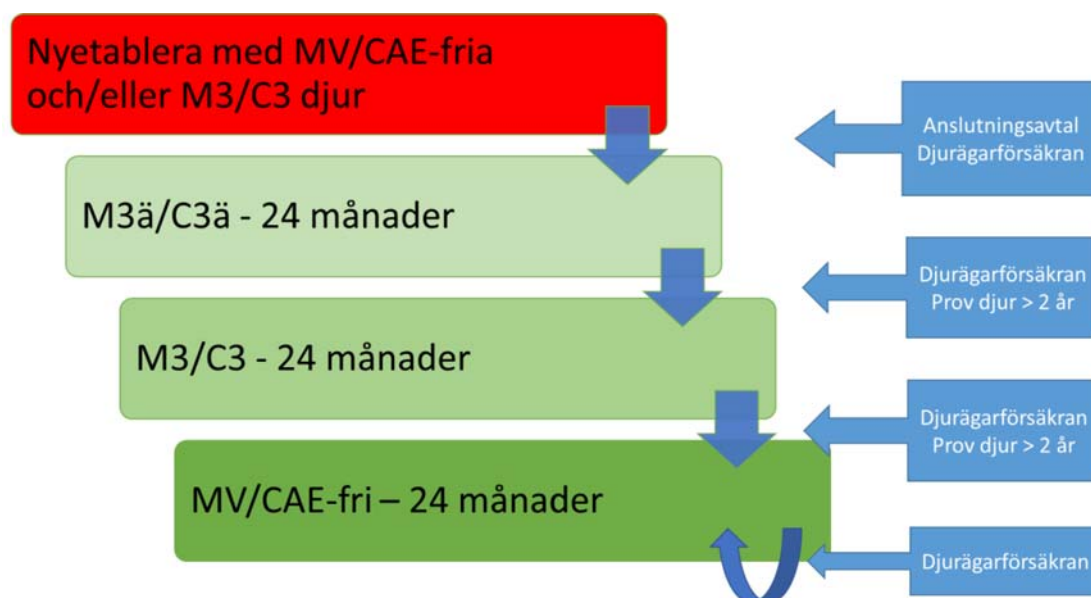 Nyetablera med MV/CAE-fria
och/eller M3/C3 djur
Anslutningsavtal
Djurägarförsäkran
M3ä/C3ä - 24 månader
Djurägarförsäkran
Prov djur > 2 år
M3/C3 - 24 månader
Djurägarförsäkran
Prov djur > 2 år
MV/CAE-fri – 24 månader
Djurägarförsäkran